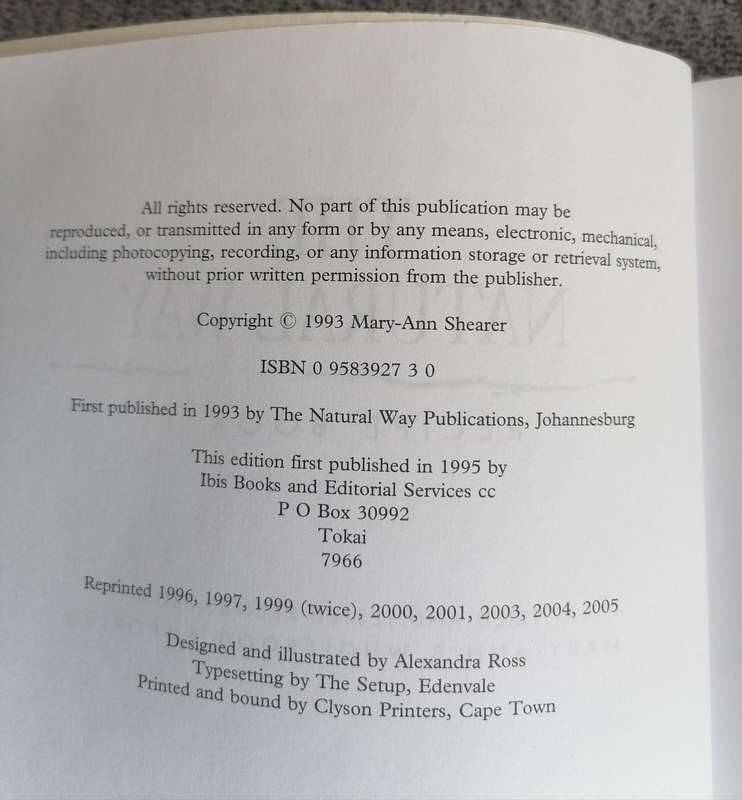 All rights reserved. No part of this publication may be
reproduced, or transmitted in any form or by any means, electronic, mechanical,
including photocopying, recording, or any information storage or retrieval system,
without prior written permission from the publisher.
Copyright © 1993 Mary-Ann Shearer
ISBN 0 9583927 3 0
First published in 1993 by The Natural Way Publications, Johannesburg
This edition first published in 1995 by
Ibis Books and Editorial Services cc
P O Box 30992
Tokai
7966
Reprinted 1996, 1997, 1999 (twice), 2000, 2001, 2003, 2004, 2005
Designed and illustrated by Alexandra Ross
Typesetting by The Setup, Edenvale
Printed and bound by Clyson Printers, Cape Town